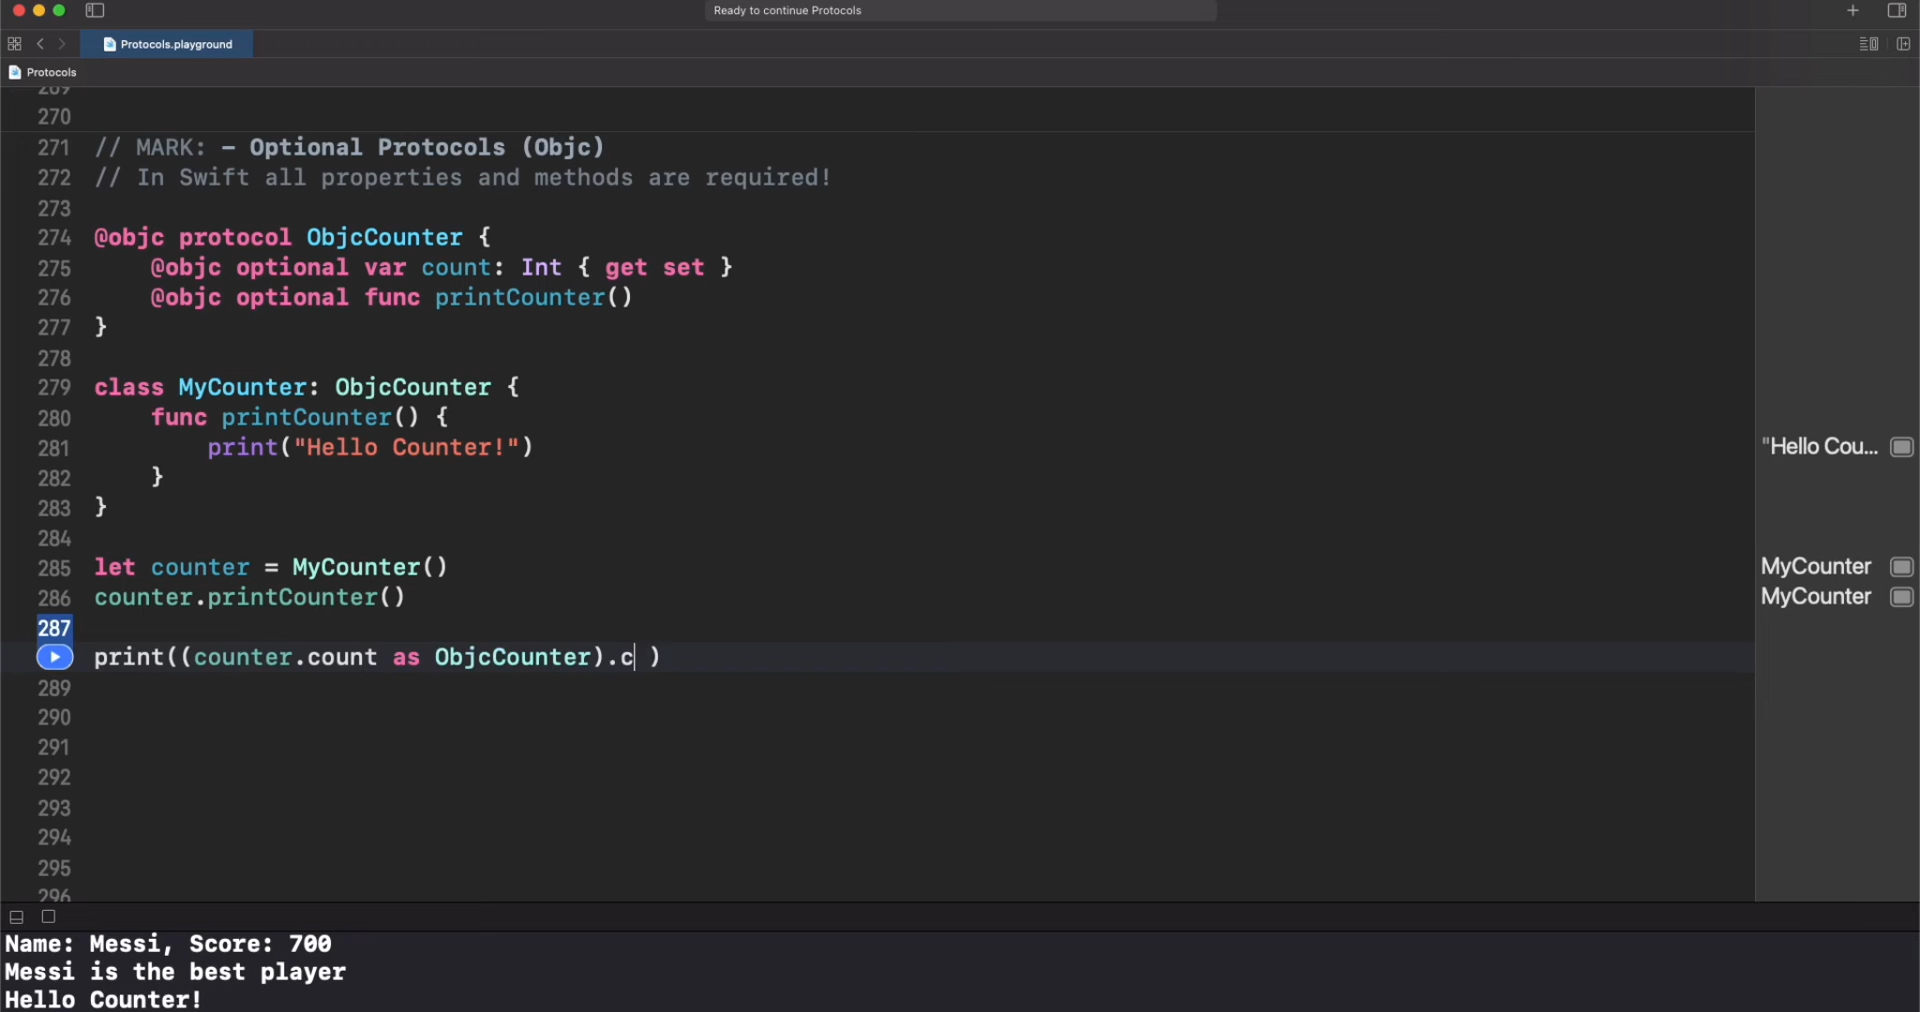 Ready to continue Protocols
Protocols.playground
Protocols
269
270
271 // MARK: - Optional Protocols (Objc)
272 // In Swift all properties and methods are required!
273
274 @objc protocol ObjcCounter {
275 @objc optional var count: Int { get set }
276 @objc optional func printCounter()
277 }
278
279 class MyCounter: ObjcCounter {
280 func printCounter() {
281 print("Hello Counter!") "Hello Cou...
282 }
283 }
284
285 let counter = MyCounter() MyCounter
286 counter.printCounter() MyCounter
287
print((counter.count as ObjcCounter).c )
289
290
291
292
293
294
295
296
Name: Messi, Score: 700
Messi is the best player
Hello Counter!